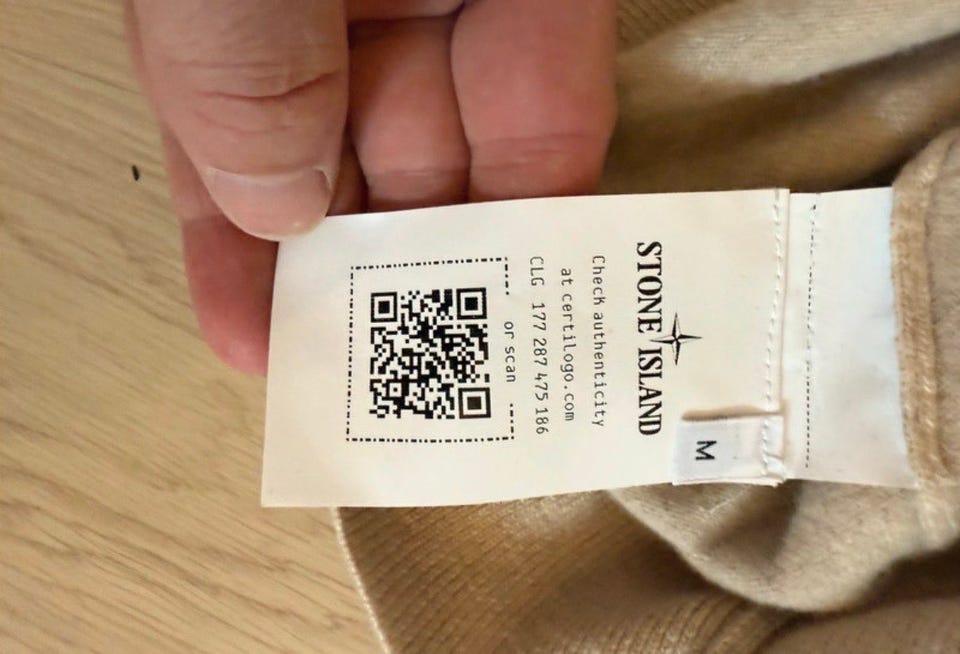 STONE ISLAND
M
Check authenticity
at certilogo.com
CLG 177 287 475 186
or scan